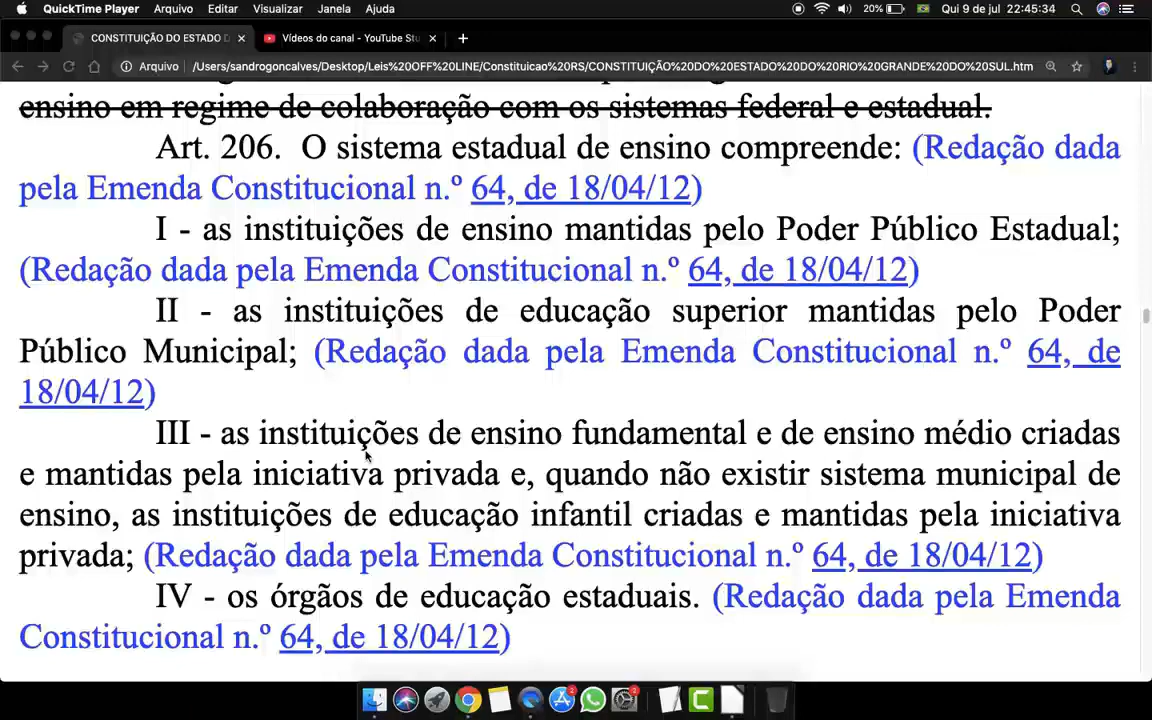 QuickTime Player Arquivo Editar Visualizar Janela Ajuda 20% Qui 9 de jul 22:45:34
CONSTITUIÇÃO DO ESTADO D Vídeos do canal - YouTube Stu
Arquivo /Users/sandrogoncalves/Desktop/Leis%20OFF%20LINE/Constituicao%20RS/CONSTITUIÇÃO%20DO%20ESTADO%20DO%20RIO%20GRANDE%20DO%20SUL.htm
ensino em regime de colaboração com os sistemas federal e estadual.
Art. 206. O sistema estadual de ensino compreende: (Redação dada
pela Emenda Constitucional n.º 64, de 18/04/12)
I - as instituições de ensino mantidas pelo Poder Público Estadual;
(Redação dada pela Emenda Constitucional n.º 64, de 18/04/12)
II - as instituições de educação superior mantidas pelo Poder
Público Municipal; (Redação dada pela Emenda Constitucional n.º 64, de
18/04/12)
III - as instituições de ensino fundamental e de ensino médio criadas
e mantidas pela iniciativa privada e, quando não existir sistema municipal de
ensino, as instituições de educação infantil criadas e mantidas pela iniciativa
privada; (Redação dada pela Emenda Constitucional n.º 64, de 18/04/12)
IV - os órgãos de educação estaduais. (Redação dada pela Emenda
Constitucional n.º 64, de 18/04/12)